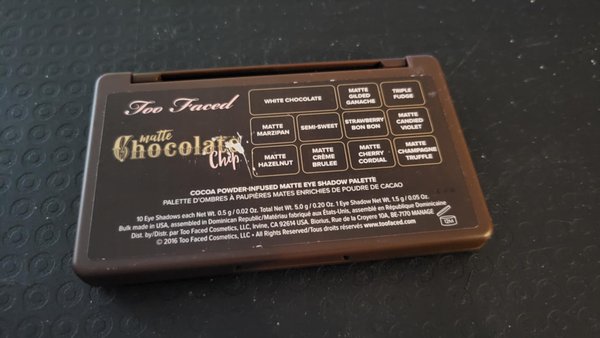 Too Faced
matte
Chocolate
Chip
WHITE CHOCOLATE
MATTE GILDED GANACHE
TRIPLE FUDGE
MATTE MARZIPAN
SEMI-SWEET
STRAWBERRY BON BON
MATTE CANDIED VIOLET
MATTE HAZELNUT
MATTE CRÈME BRULEE
MATTE CHERRY CORDIAL
MATTE CHAMPAGNE TRUFFLE
COCOA POWDER-INFUSED MATTE EYE SHADOW PALETTE
PALETTE D'OMBRES À PAUPIÈRES MATES ENRICHIES DE POUDRE DE CACAO
10 Eye Shadows each Net Wt. 0.5 g/0.02 Oz. Total Net Wt. 5.0 g/0.20 Oz. 1 Eye Shadow Net Wt. 1.5 g/0.05 Oz.
Bulk made in USA, assembled in Dominican Republic/Matériau fabriqué aux États-Unis, assemblé en République Dominicaine
Dist. by/Distr. par Too Faced Cosmetics, LLC, Irvine, CA 92614 USA. Biorius, Rue de la Croyere 10A, BE-7170 MANAGE
© 2016 Too Faced Cosmetics, LLC • All Rights Reserved/Tous droits réservés www.toofaced.com
12M